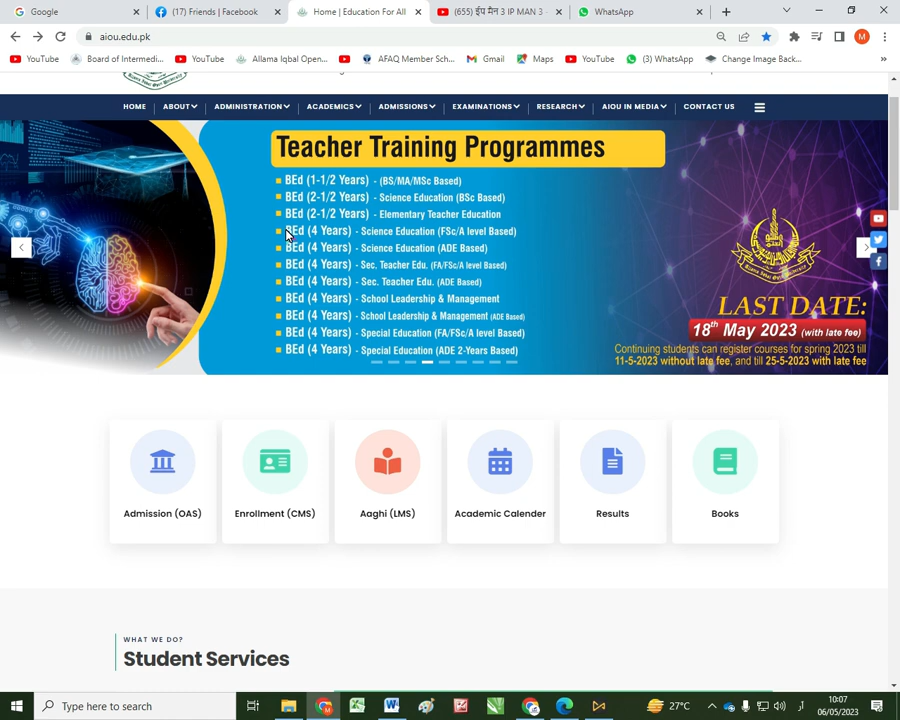 Google
(17) Friends | Facebook
Home | Education For All
(655) ईप मैन 3 IP MAN 3 -
WhatsApp
aiou.edu.pk
M
YouTube
Board of Intermedi...
YouTube
Allama Iqbal Open...
AFAQ Member Sch...
Gmail
Maps
YouTube
(3) WhatsApp
Change Image Back...
HOME
ABOUT
ADMINISTRATION
ACADEMICS
ADMISSIONS
EXAMINATIONS
RESEARCH
AIOU IN MEDIA
CONTACT US
Teacher Training Programmes
BEd (1-1/2 Years) - (BS/MA/MSc Based)
BEd (2-1/2 Years) - Science Education (BSc Based)
BEd (2-1/2 Years) - Elementary Teacher Education
BEd (4 Years) - Science Education (FSc/A level Based)
BEd (4 Years) - Science Education (ADE Based)
BEd (4 Years) - Sec. Teacher Edu. (FA/FSc/A level Based)
BEd (4 Years) - Sec. Teacher Edu. (ADE Based)
BEd (4 Years) - School Leadership & Management
BEd (4 Years) - School Leadership & Management (ADE Based)
BEd (4 Years) - Special Education (FA/FSc/A level Based)
BEd (4 Years) - Special Education (ADE 2-Years Based)
LAST DATE:
18th May 2023 (with late fee)
Continuing students can register courses for spring 2023 till
11-5-2023 without late fee, and till 25-5-2023 with late fee
Admission (OAS)
Enrollment (CMS)
Aaghi (LMS)
Academic Calender
Results
Books
WHAT WE DO?
Student Services
Type here to search
27°C
10:07
06/05/2023